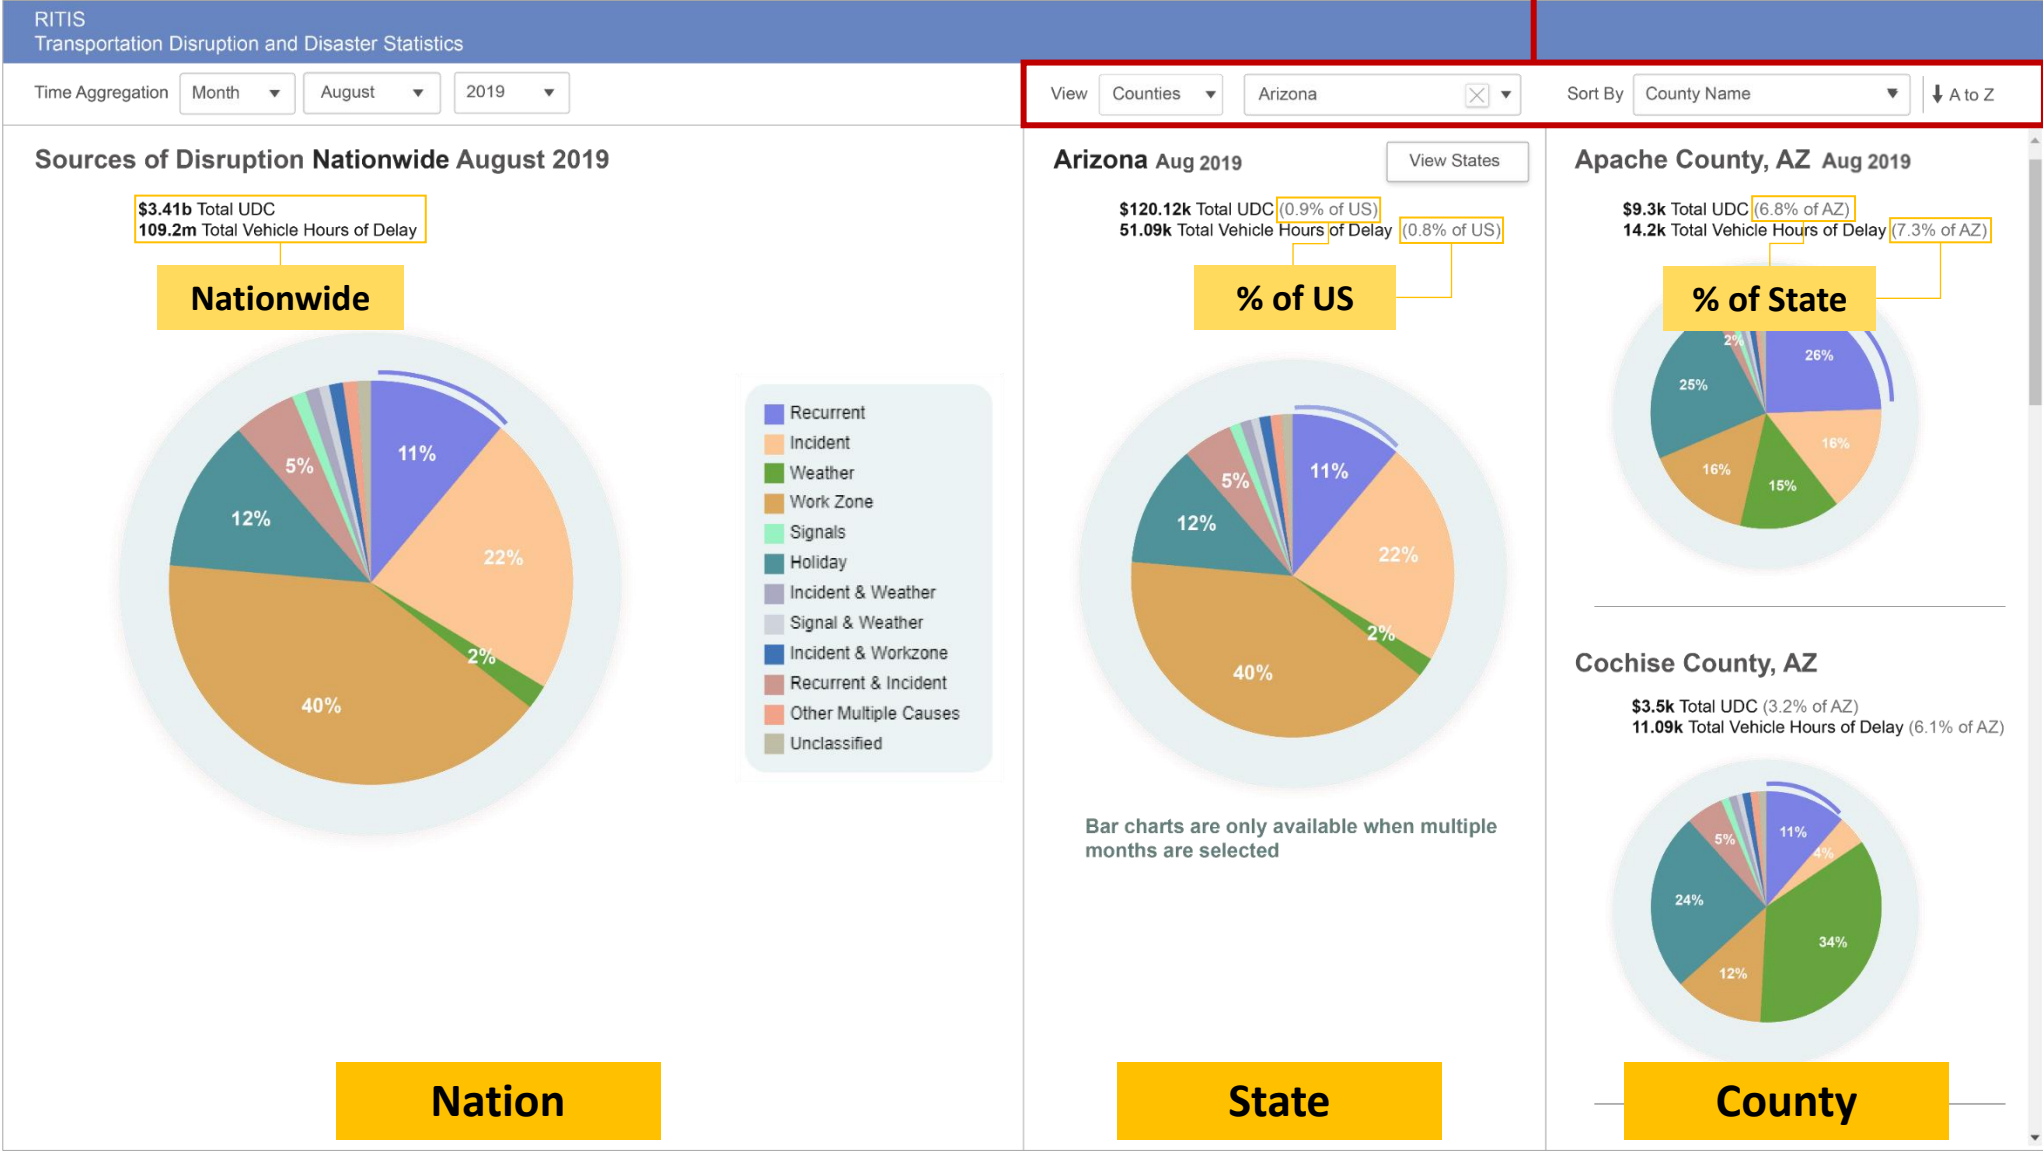 RITIS
Transportation Disruption and Disaster Statistics
Time Aggregation Month August 2019
View Counties Arizona Sort By County Name A to Z
Sources of Disruption Nationwide August 2019
$3.41b Total UDC
109.2m Total Vehicle Hours of Delay
Nationwide
11%
22%
2%
40%
12%
5%
Recurrent
Incident
Weather
Work Zone
Signals
Holiday
Incident & Weather
Signal & Weather
Incident & Workzone
Recurrent & Incident
Other Multiple Causes
Unclassified
Nation
Arizona Aug 2019
View States
$120.12k Total UDC (0.9% of US)
51.09k Total Vehicle Hours of Delay (0.8% of US)
% of US
11%
22%
2%
40%
12%
5%
Bar charts are only available when multiple
months are selected
State
Apache County, AZ Aug 2019
$9.3k Total UDC (6.8% of AZ)
14.2k Total Vehicle Hours of Delay (7.3% of AZ)
% of State
2%
26%
25%
16%
16%
15%
Cochise County, AZ
$3.5k Total UDC (3.2% of AZ)
11.09k Total Vehicle Hours of Delay (6.1% of AZ)
11%
5%
4%
24%
34%
12%
County